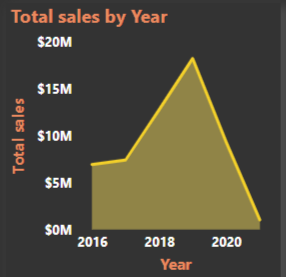 Total sales by Year
$20M
$15M
$10M
$5M
$0M
Total sales
2016 2018 2020
Year